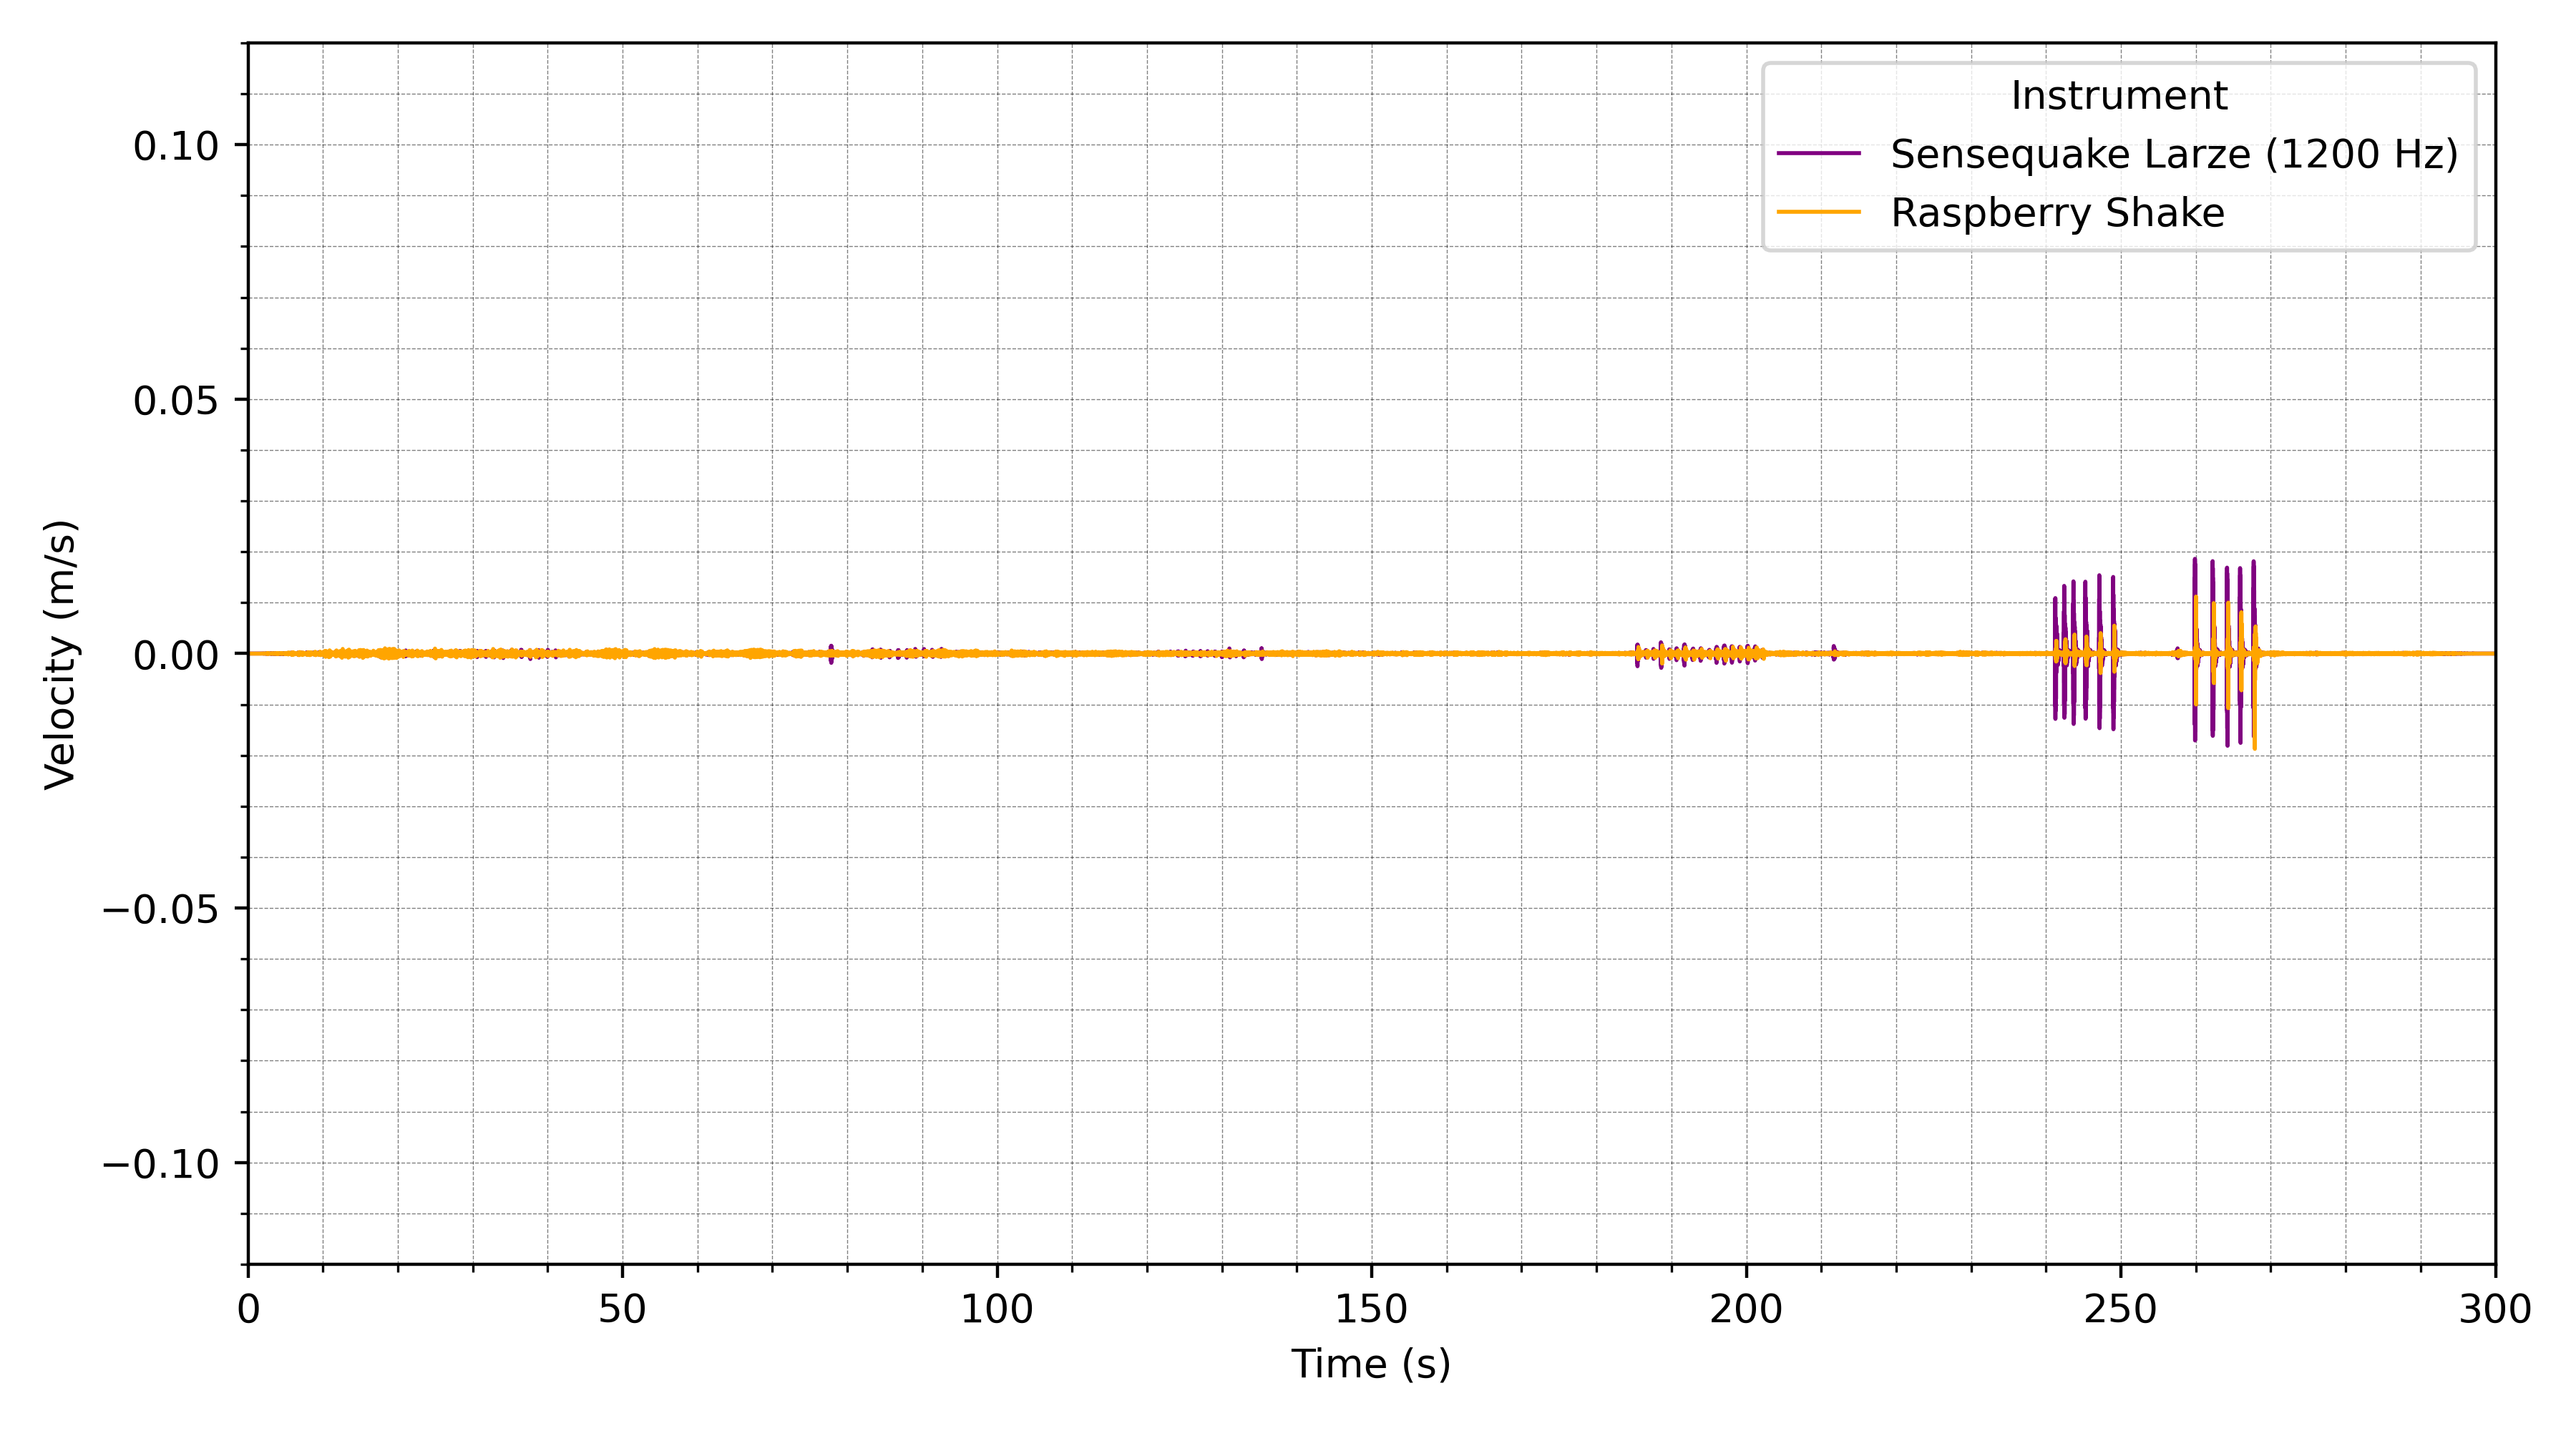 Instrument
Sensequake Larze (1200 Hz)
Raspberry Shake
0.10
0.05
0.00
−0.05
−0.10
Velocity (m/s)
0 50 100 150 200 250 300
Time (s)